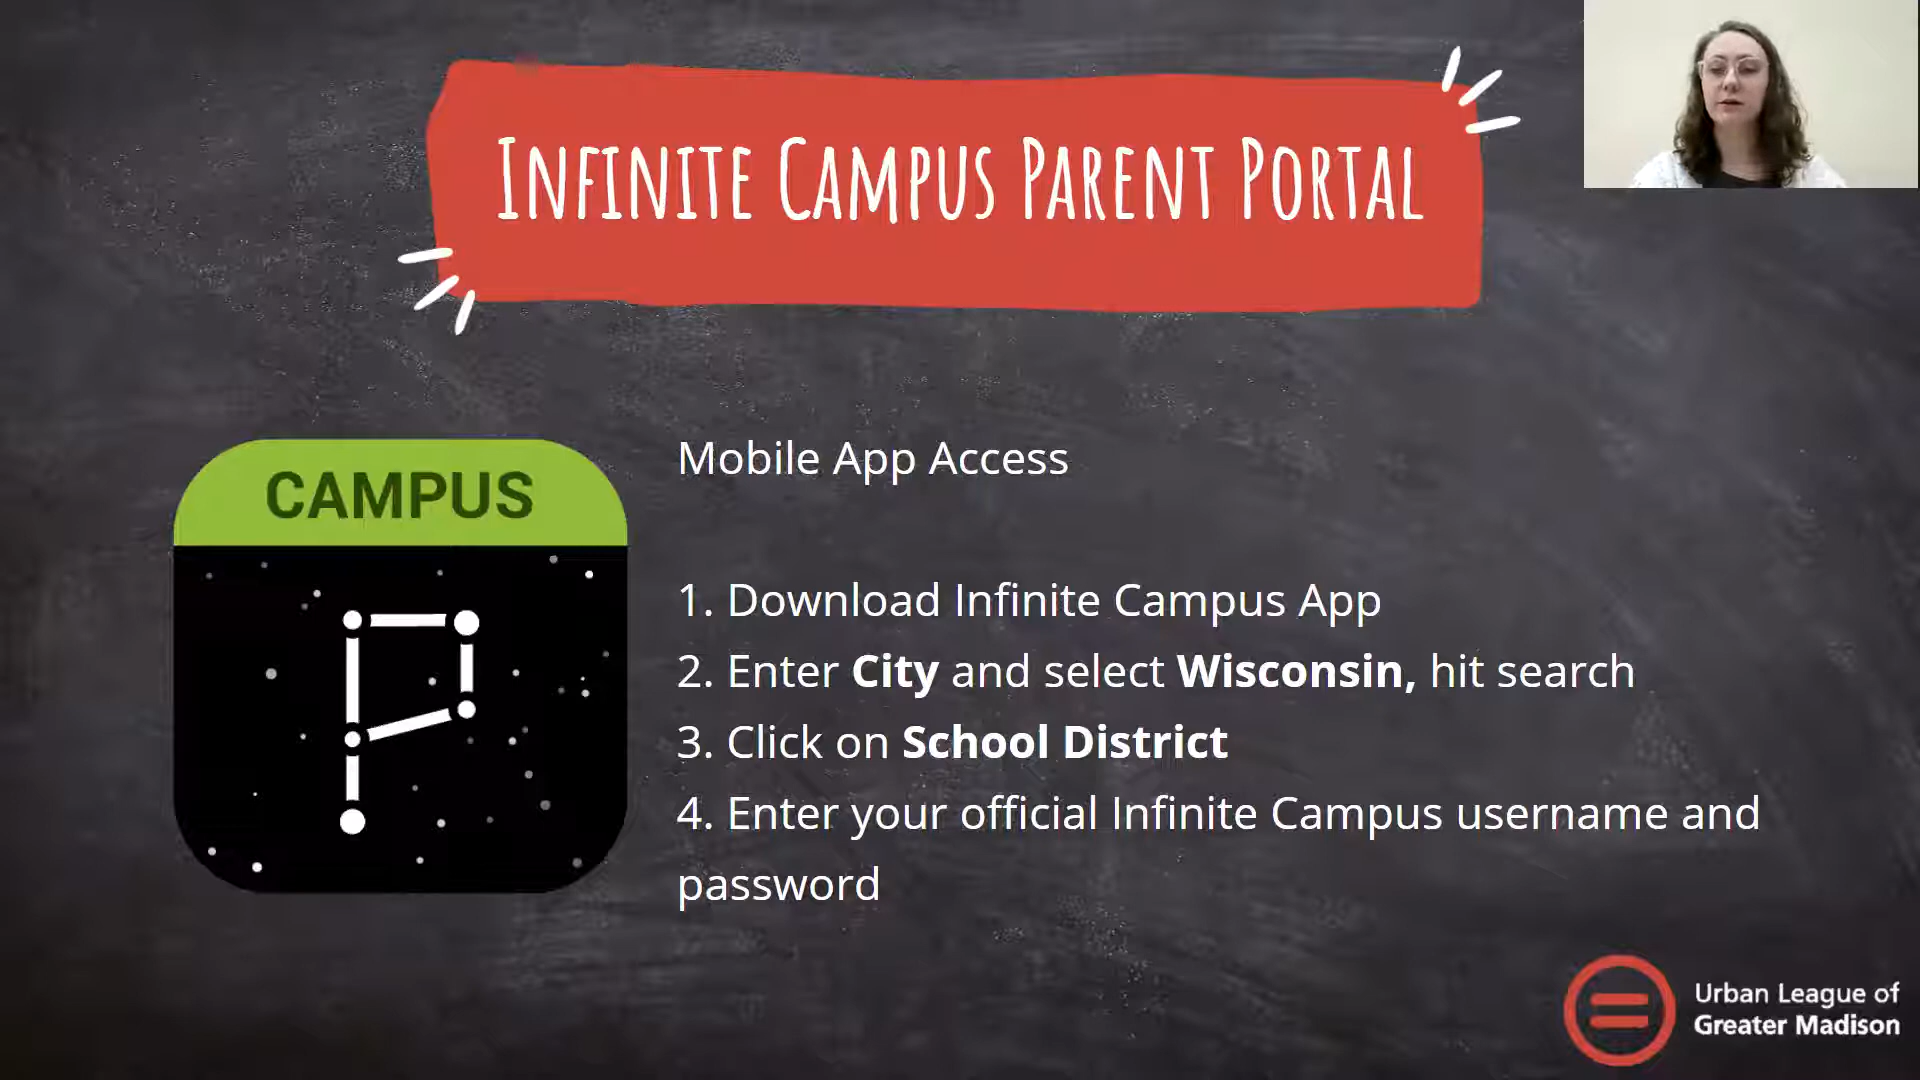 Infinite Campus Parent Portal
CAMPUS
Mobile App Access
1. Download Infinite Campus App
2. Enter City and select Wisconsin, hit search
3. Click on School District
4. Enter your official Infinite Campus username and
password
Urban League of
Greater Madison